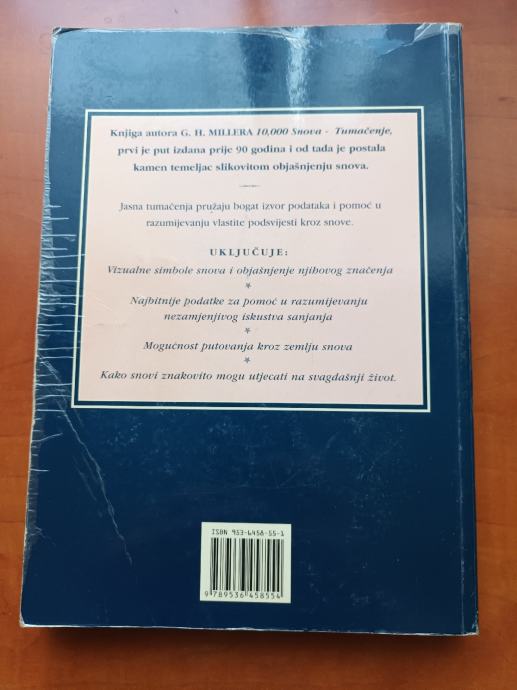 Knjiga autora G. H. MILLERA 10,000 Snova - Tumačenje,
prvi je put izdana prije 90 godina i od tada je postala
kamen temeljac slikovitom objašnjenju snova.
Jasna tumačenja pružaju bogat izvor podataka i pomoć u
razumijevanju vlastite podsvijesti kroz snove.
UKLJUČUJE:
Vizualne simbole snova i objašnjenje njihovog značenja
*
Najbitnije podatke za pomoć u razumijevanju
nezamjenjivog iskustva sanjanja
*
Mogućnost putovanja kroz zemlju snova
*
Kako snovi znakovito mogu utjecati na svagdašnji život.
ISBN 953-6458-55-1
9 789536 458554